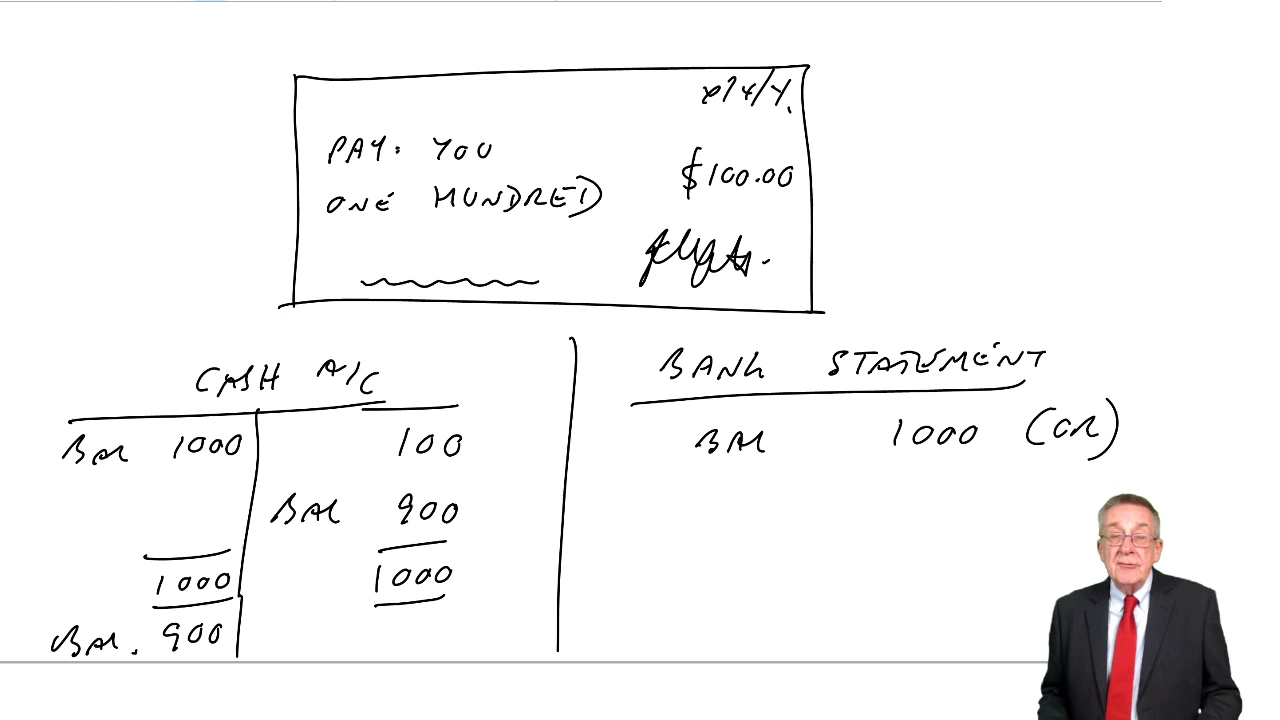 x/x/x.
PAY: YOU
$100.00
ONE HUNDRED
CASH A/C
BAL 1000 100
BAL 900
1000 1000
BAL. 900
BANK STATEMENT
BAL 1000 (CR)